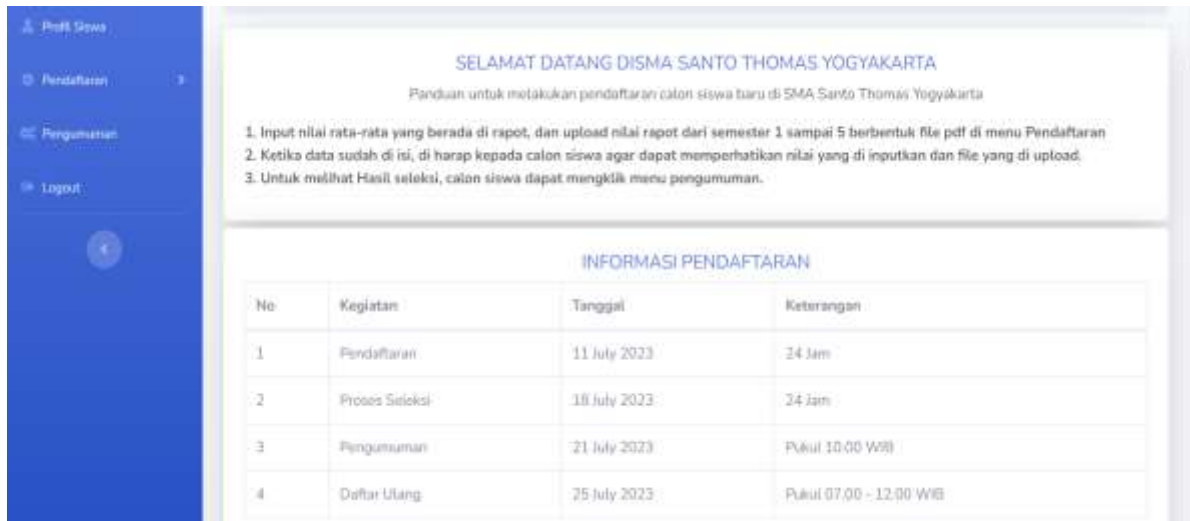 Profil Siswa
Pendaftaran
Pengumuman
Logout
SELAMAT DATANG DISMA SANTO THOMAS YOGYAKARTA
Panduan untuk melakukan pendaftaran calon siswa baru di SMA Santo Thomas Yogyakarta
1. Input nilai rata-rata yang berada di rapot, dan upload nilai rapot dari semester 1 sampai 5 berbentuk file pdf di menu Pendaftaran
2. Ketika data sudah di isi, di harap kepada calon siswa agar dapat memperhatikan nilai yang di inputkan dan file yang di upload.
3. Untuk melihat Hasil seleksi, calon siswa dapat mengklik menu pengumuman.
INFORMASI PENDAFTARAN
No Kegiatan Tanggal Keterangan
1 Pendaftaran 11 July 2023 24 Jam
2 Proses Seleksi 18 July 2023 24 Jam
3 Pengumuman 21 July 2023 Pukul 10.00 WIB
4 Daftar Ulang 25 July 2023 Pukul 07.00 - 12.00 WIB